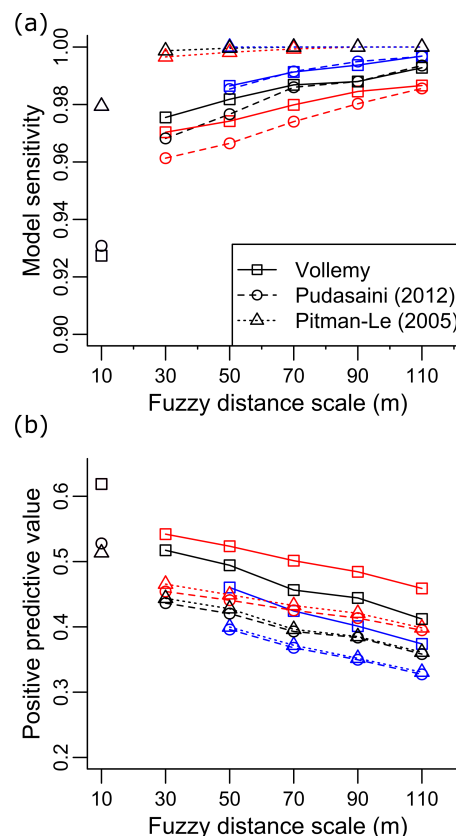 (a)
1.00
0.98
0.96
0.94
0.92
0.90
Model sensitivity
Vollemy
Pudasaini (2012)
Pitman-Le (2005)
10 30 50 70 90 110
Fuzzy distance scale (m)
(b)
0.6
0.5
0.4
0.3
0.2
Positive predictive value
10 30 50 70 90 110
Fuzzy distance scale (m)